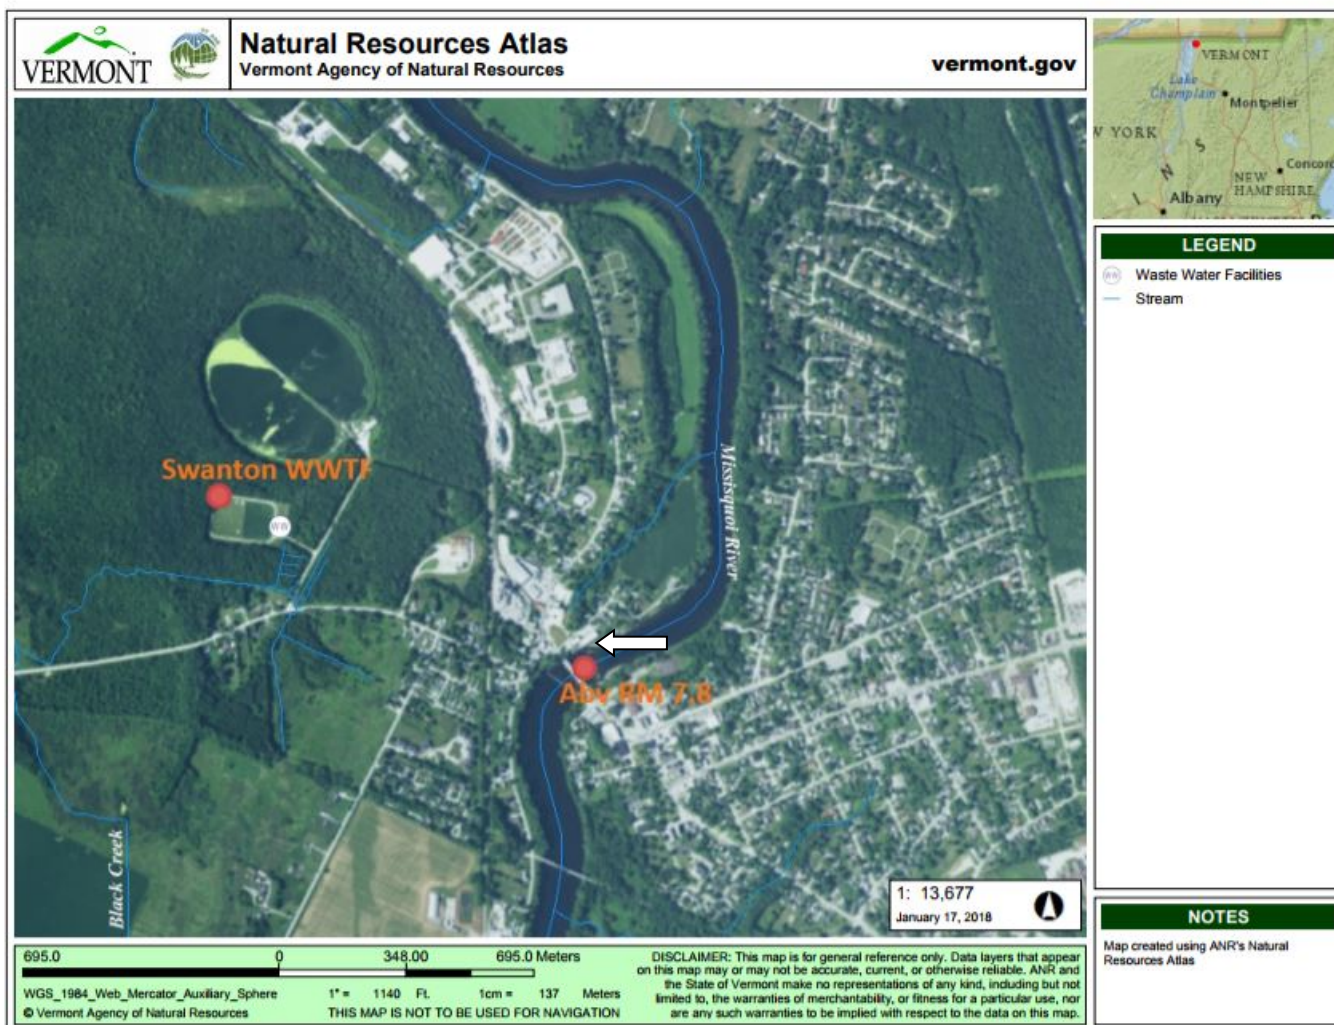 VERMONT
Natural Resources Atlas
Vermont Agency of Natural Resources
vermont.gov
VERMONT
Lake
Champlain
Montpelier
W YORK
Concord
NEW
HAMPSHIRE
Albany
LEGEND
WW Waste Water Facilities
Stream
Swanton WWTF
WW
Missisquoi River
Abv RM 7.8
Black Creek
1: 13,677
January 17, 2018
NOTES
Map created using ANR's Natural
Resources Atlas
695.0 0 348.00 695.0 Meters
WGS_1984_Web_Mercator_Auxiliary_Sphere 1" = 1140 Ft. 1cm = 137 Meters
© Vermont Agency of Natural Resources THIS MAP IS NOT TO BE USED FOR NAVIGATION
DISCLAIMER: This map is for general reference only. Data layers that appear
on this map may or may not be accurate, current, or otherwise reliable. ANR and
the State of Vermont make no representations of any kind, including but not
limited to, the warranties of merchantability, or fitness for a particular use, nor
are any such warranties to be implied with respect to the data on this map.